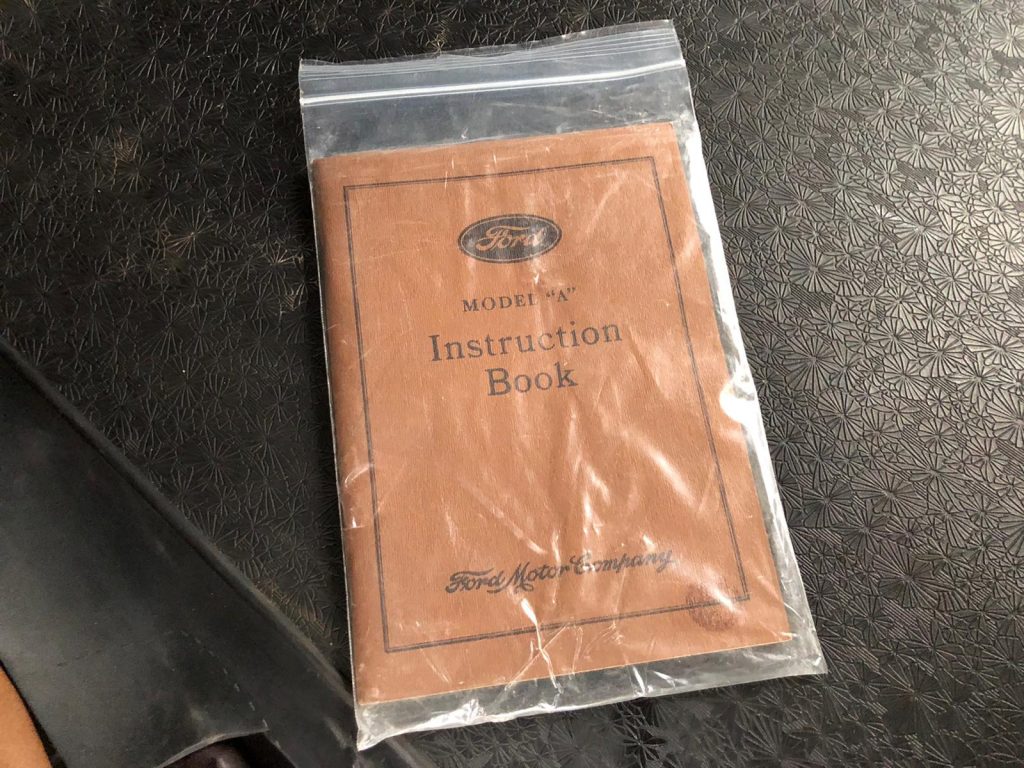 Ford
MODEL "A"
Instruction
Book
Ford Motor Company